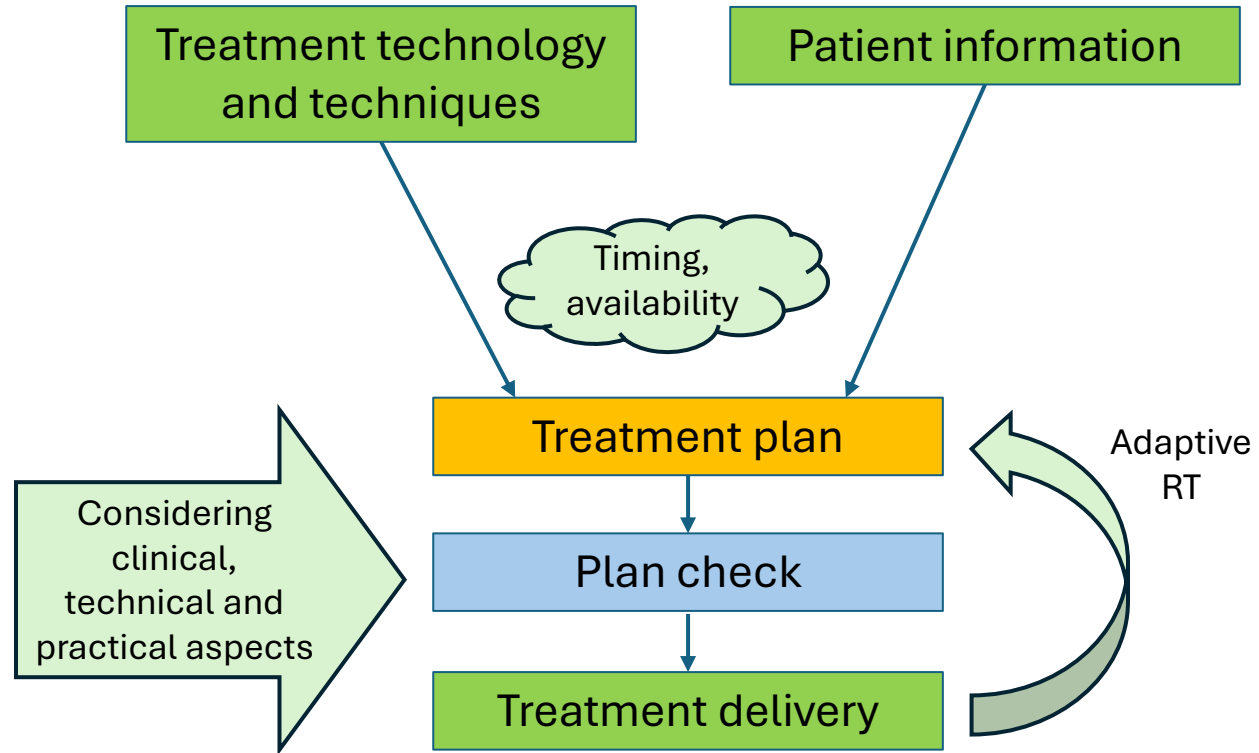 Treatment technology
and techniques
Patient information
Timing,
availability
Treatment plan
Adaptive
RT
Considering
clinical,
technical and
practical aspects
Plan check
Treatment delivery